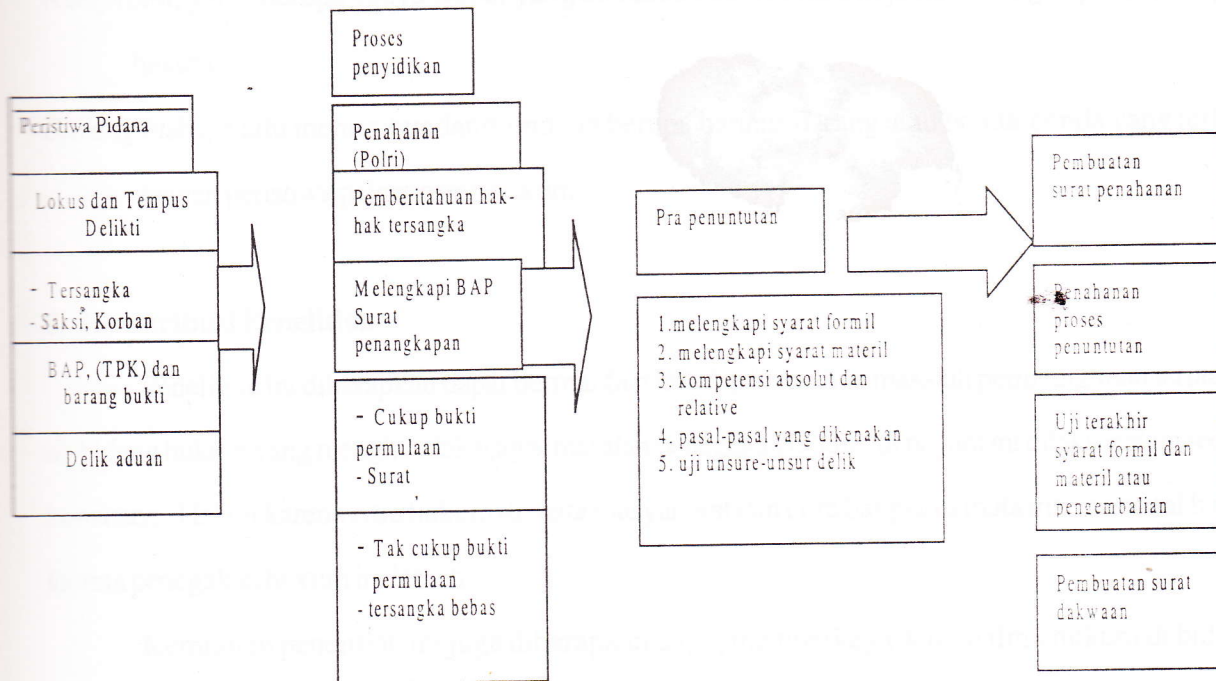 Peristiwa Pidana
Lokus dan Tempus
Delikti
- Tersangka
- Saksi, Korban
BAP, (TPK) dan
barang bukti
Delik aduan
Proses
penyidikan
Penahanan
(Polri)
Pemberitahuan hak-
hak tersangka
Melengkapi BAP
Surat
penangkapan
- Cukup bukti
permulaan
- Surat
- Tak cukup bukti
permulaan
- tersangka bebas
Pra penuntutan
1.melengkapi syarat formil
2. melengkapi syarat materil
3. kompetensi absolut dan
relative
4. pasal-pasal yang dikenakan
5. uji unsure-unsur delik
Pembuatan
surat penahanan
Penahanan
proses
penuntutan
Uji terakhir
syarat formil dan
materil atau
pencembalian
Pembuatan surat
dakwaan